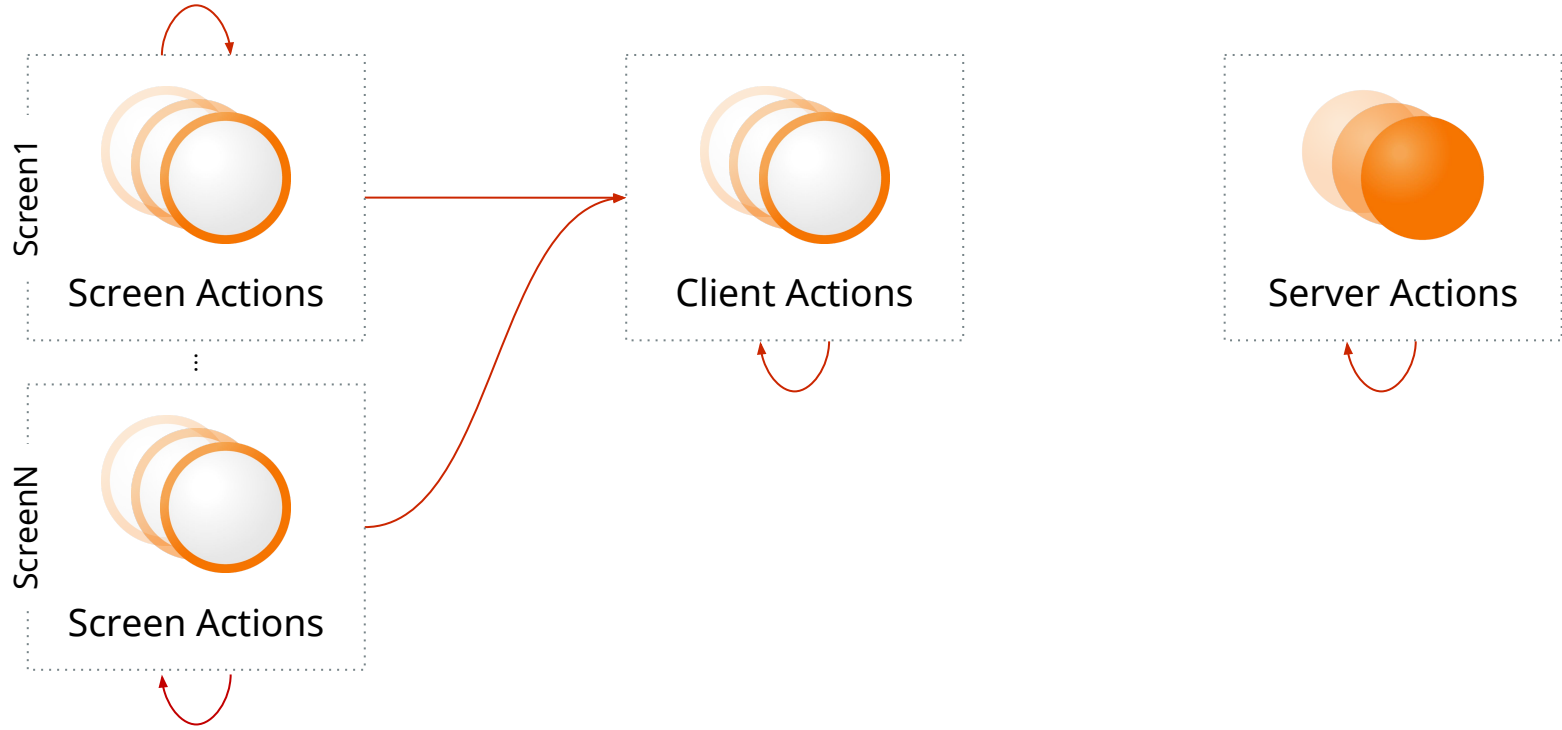 Screen1
Screen Actions
Client Actions
Server Actions
...
ScreenN
Screen Actions